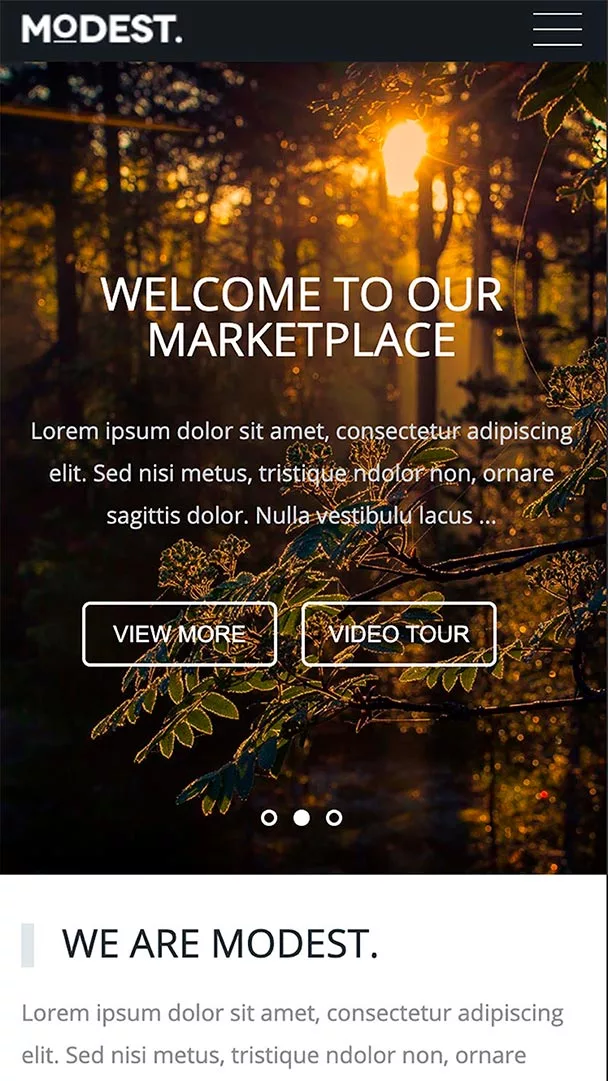 MODEST.
WELCOME TO OUR
MARKETPLACE
Lorem ipsum dolor sit amet, consectetur adipiscing
elit. Sed nisi metus, tristique ndolor non, ornare
sagittis dolor. Nulla vestibulu lacus ...
VIEW MORE
VIDEO TOUR
WE ARE MODEST.
Lorem ipsum dolor sit amet, consectetur adipiscing
elit. Sed nisi metus, tristique ndolor non, ornare